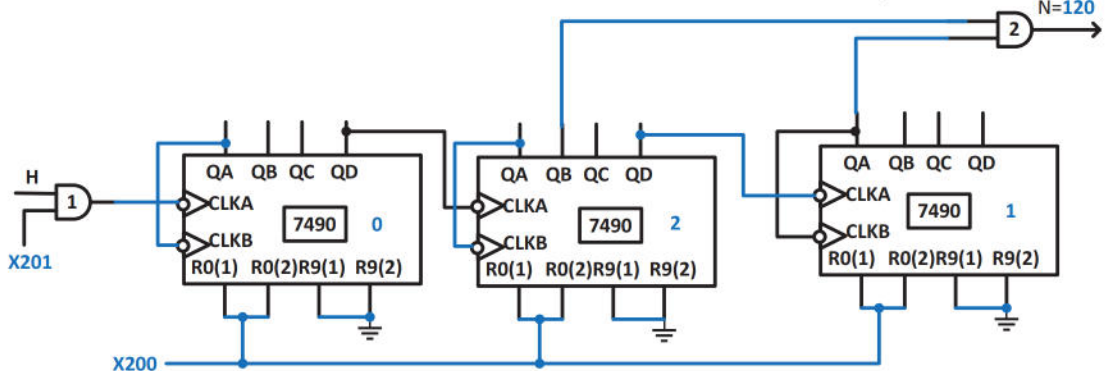 N=120
2
QA QB QC QD
QA QB QC QD
QA QB QC QD
H
1
CLKA
7490 0
CLKB
CLKA
7490 2
CLKB
CLKA
7490 1
CLKB
X201
R0(1) R0(2) R9(1) R9(2)
R0(1) R0(2) R9(1) R9(2)
R0(1) R0(2) R9(1) R9(2)
X200